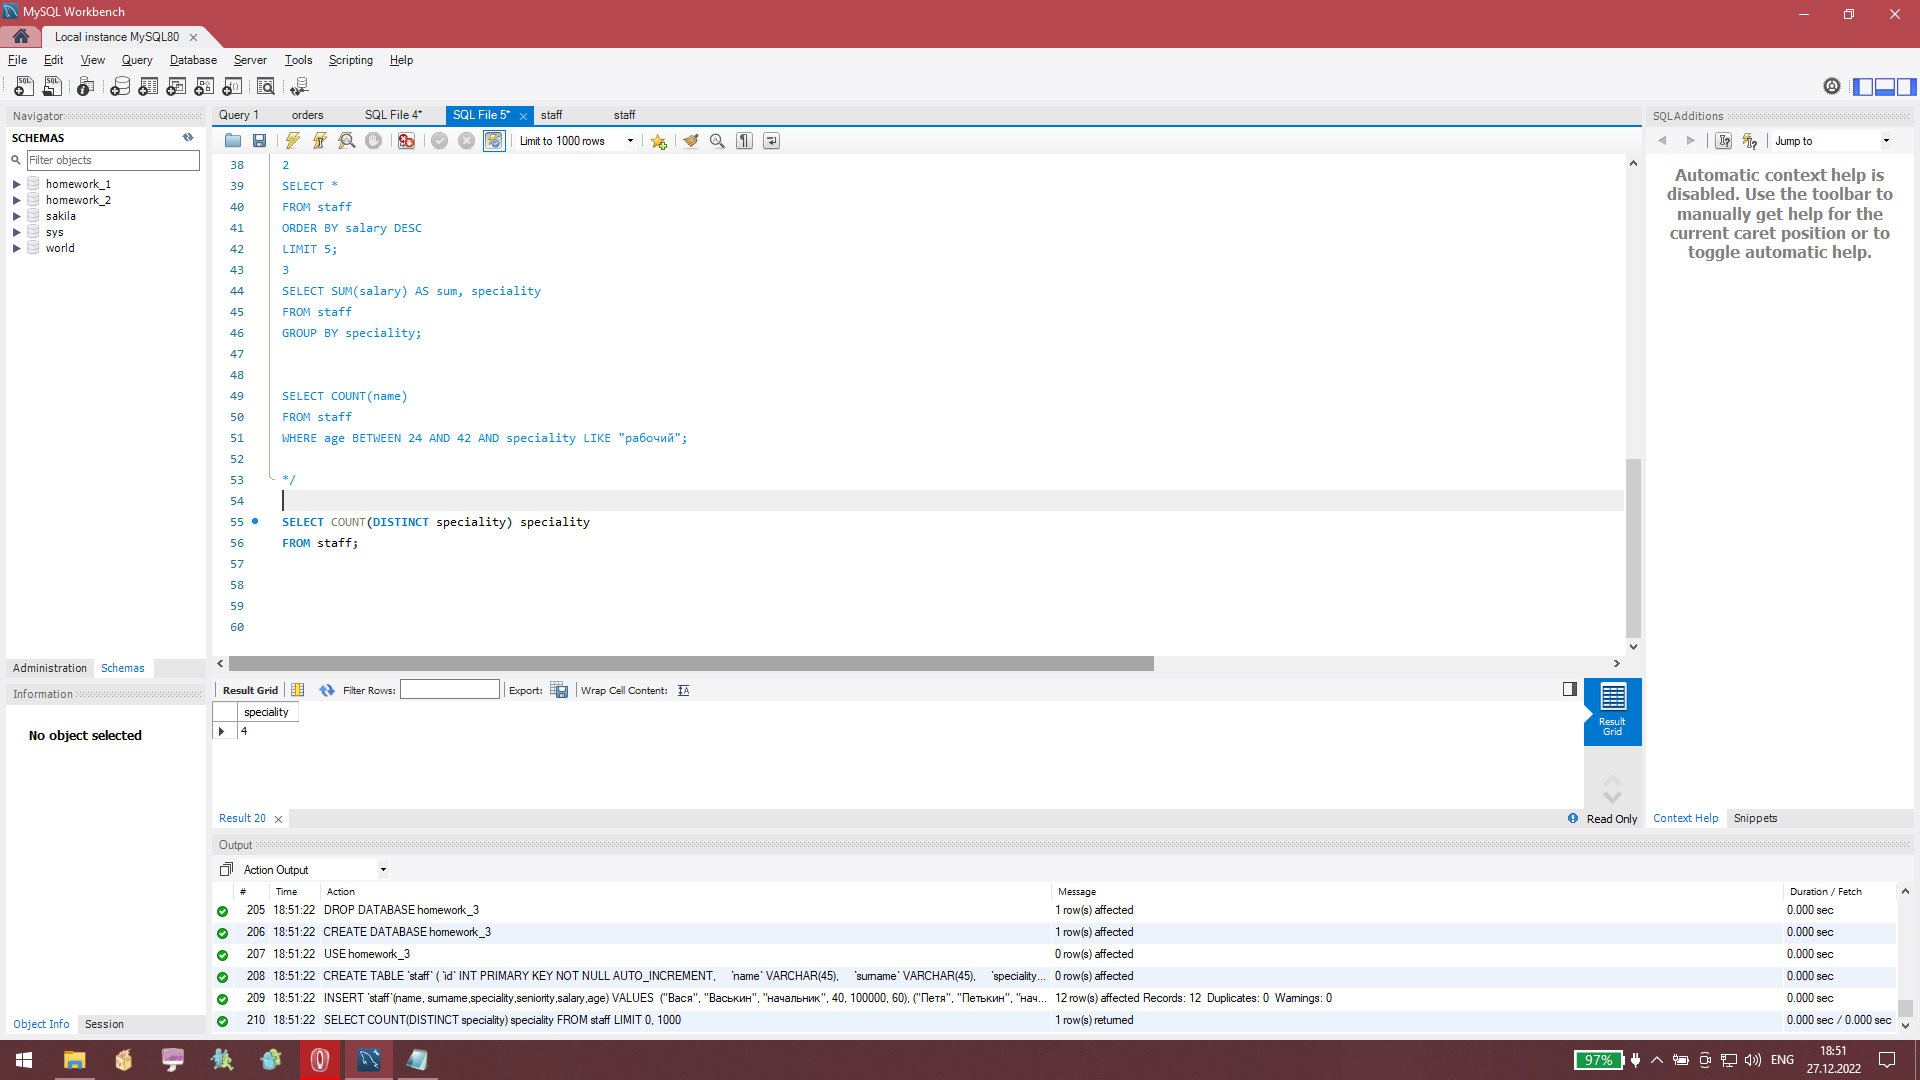 MySQL Workbench
Local instance MySQL80
File Edit View Query Database Server Tools Scripting Help
Navigator
SCHEMAS
Filter objects
homework_1
homework_2
sakila
sys
world
Administration Schemas
Information
No object selected
Object Info Session
Query 1 orders SQL File 4* SQL File 5* staff staff
Limit to 1000 rows
38 2
39 SELECT *
40 FROM staff
41 ORDER BY salary DESC
42 LIMIT 5;
43 3
44 SELECT SUM(salary) AS sum, speciality
45 FROM staff
46 GROUP BY speciality;
47
48
49 SELECT COUNT(name)
50 FROM staff
51 WHERE age BETWEEN 24 AND 42 AND speciality LIKE "рабочий";
52
53 */
54
55 SELECT COUNT(DISTINCT speciality) speciality
56 FROM staff;
57
58
59
60
Result Grid Filter Rows: Export: Wrap Cell Content:
speciality
4
Result Grid
Result 20
Read Only
SQLAdditions
Jump to
Automatic context help is
disabled. Use the toolbar to
manually get help for the
current caret position or to
toggle automatic help.
Context Help Snippets
Output
Action Output
# Time Action Message Duration / Fetch
205 18:51:22 DROP DATABASE homework_3 1 row(s) affected 0.000 sec
206 18:51:22 CREATE DATABASE homework_3 1 row(s) affected 0.000 sec
207 18:51:22 USE homework_3 0 row(s) affected 0.000 sec
208 18:51:22 CREATE TABLE `staff` ( `id` INT PRIMARY KEY NOT NULL AUTO_INCREMENT, `name` VARCHAR(45), `surname` VARCHAR(45), `speciality... 0 row(s) affected 0.000 sec
209 18:51:22 INSERT `staff`(name, surname,speciality,seniority,salary,age) VALUES ("Вася", "Васькин", "начальник", 40, 100000, 60), ("Петя", "Петькин", "нач... 12 row(s) affected Records: 12 Duplicates: 0 Warnings: 0 0.000 sec
210 18:51:22 SELECT COUNT(DISTINCT speciality) speciality FROM staff LIMIT 0, 1000 1 row(s) returned 0.000 sec / 0.000 sec
97% ENG 18:51
27.12.2022